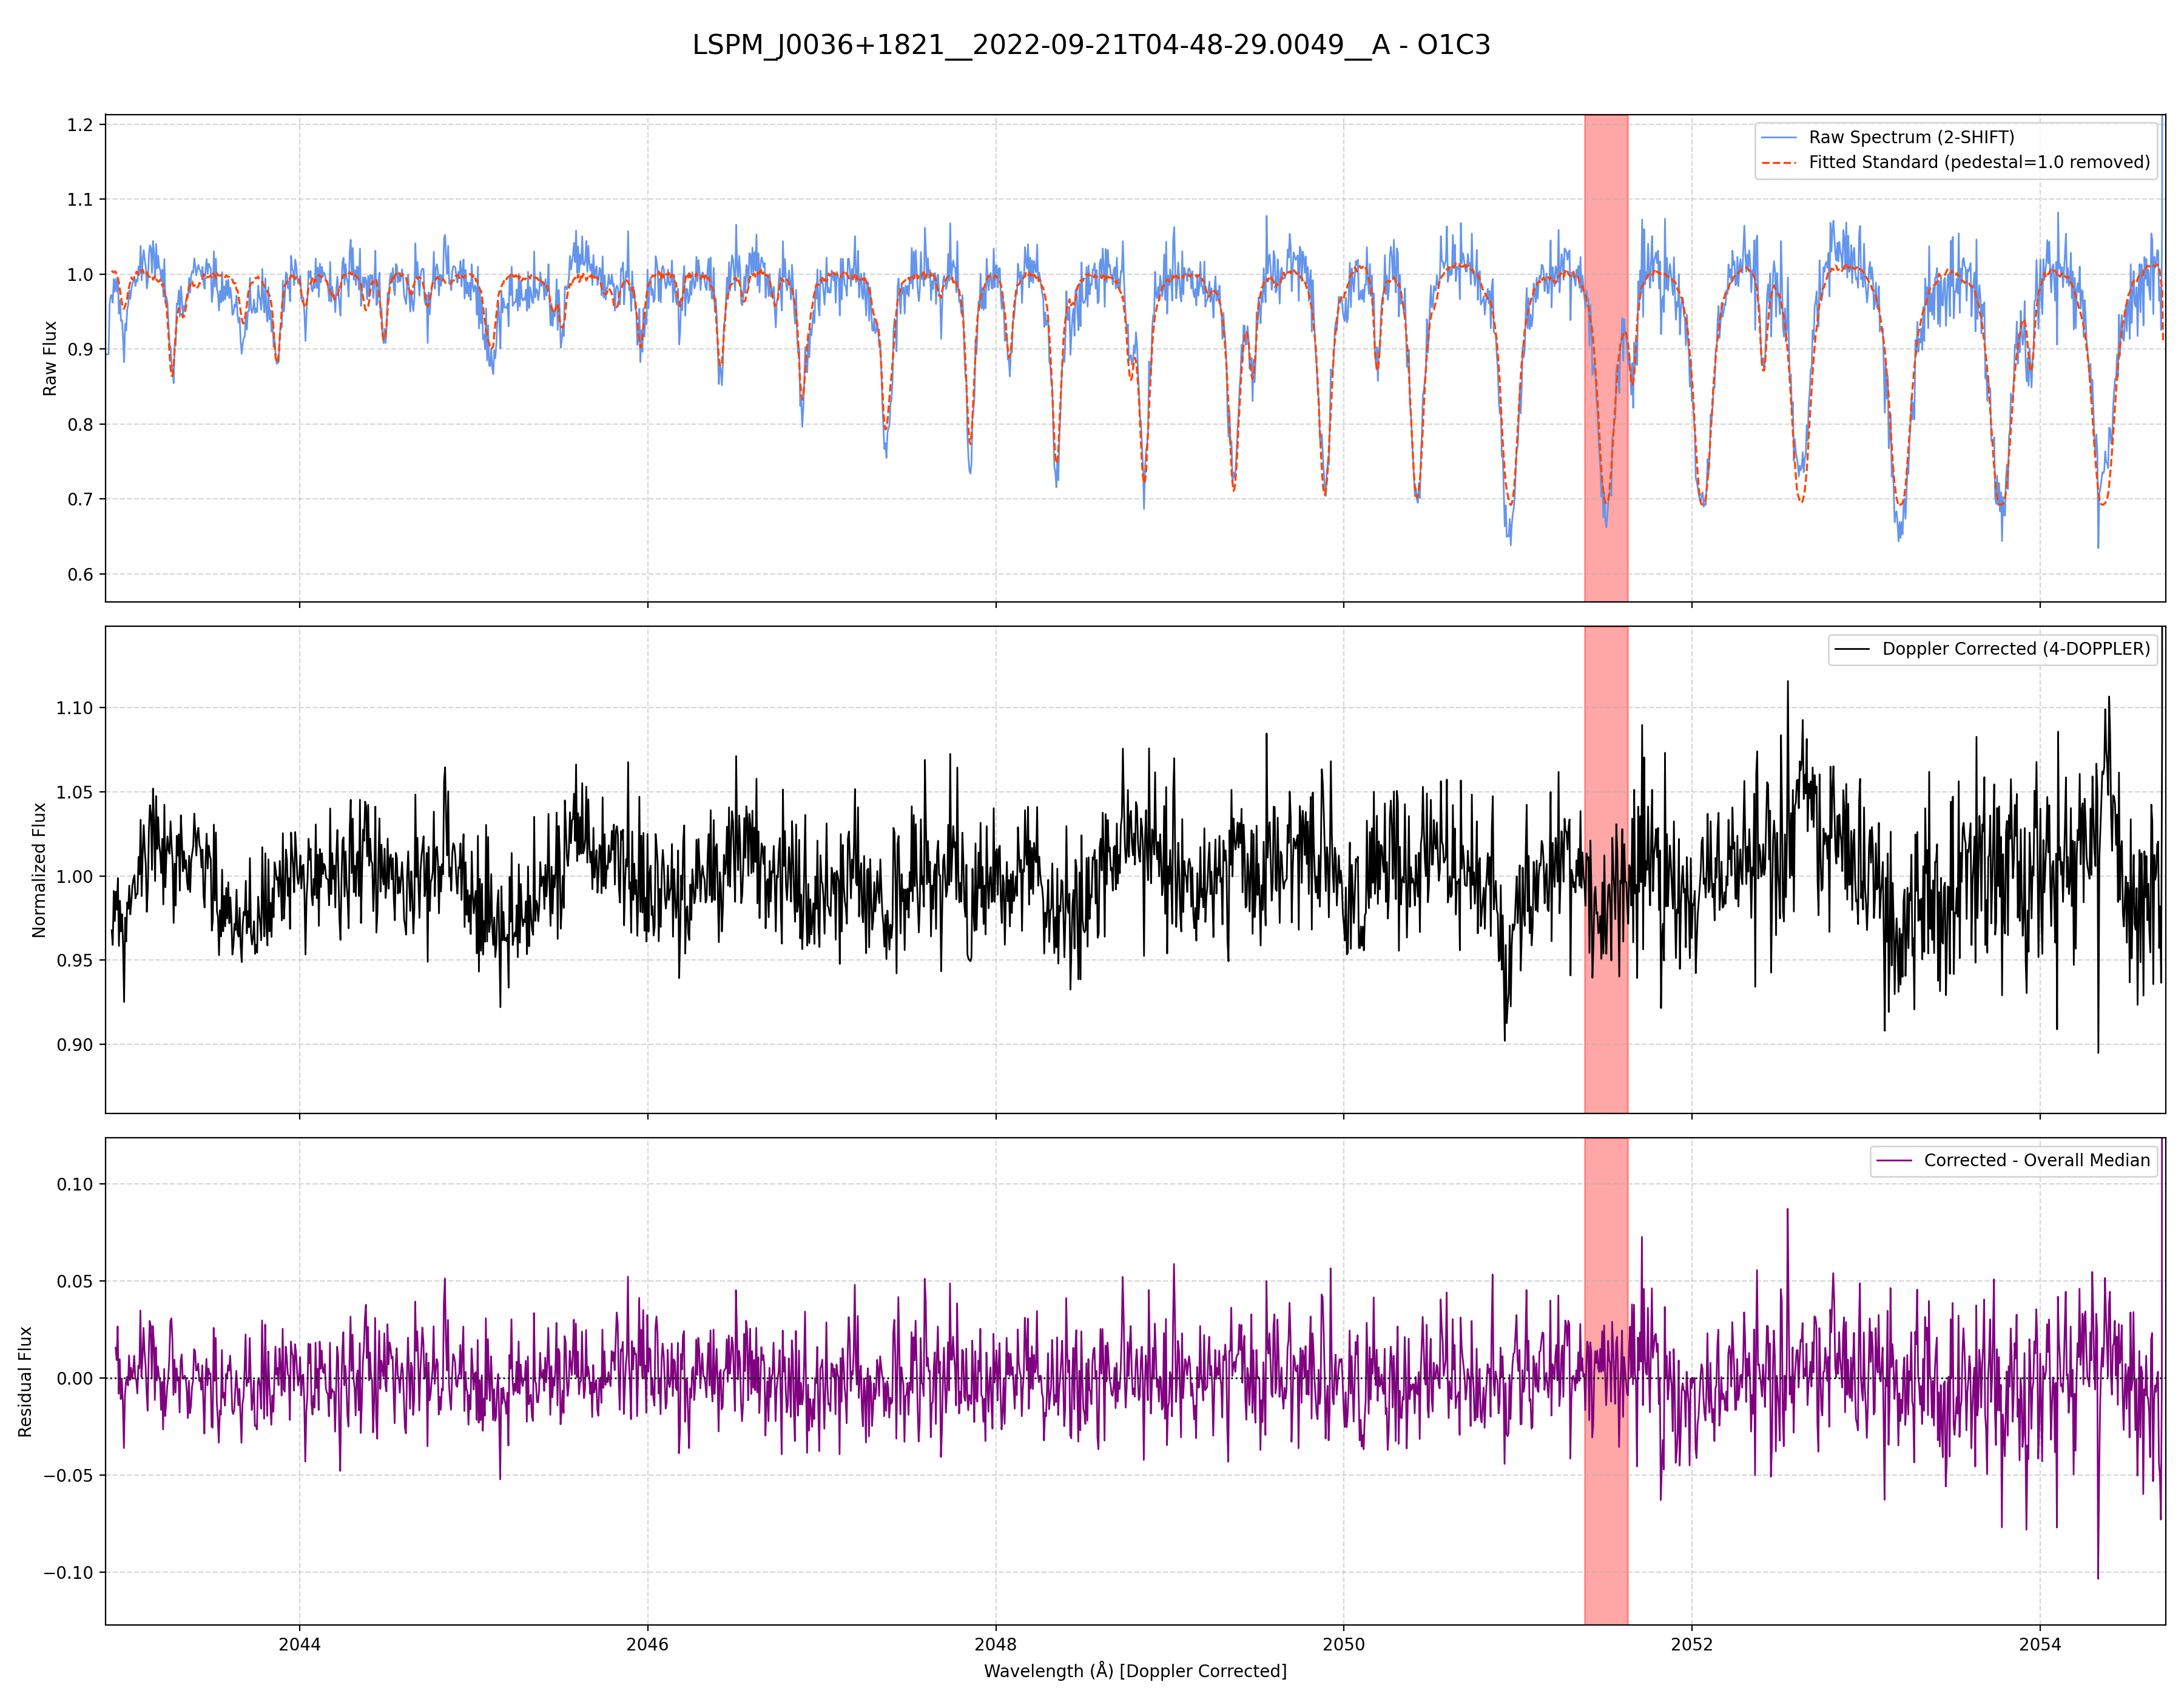 LSPM_J0036+1821__2022-09-21T04-48-29.0049__A - O1C3
1.2
1.1
1.0
0.9
0.8
0.7
0.6
Raw Flux
Raw Spectrum (2-SHIFT)
Fitted Standard (pedestal=1.0 removed)
1.10
1.05
1.00
0.95
0.90
Normalized Flux
Doppler Corrected (4-DOPPLER)
0.10
0.05
0.00
−0.05
−0.10
Residual Flux
Corrected - Overall Median
2044 2046 2048 2050 2052 2054
Wavelength (Å) [Doppler Corrected]